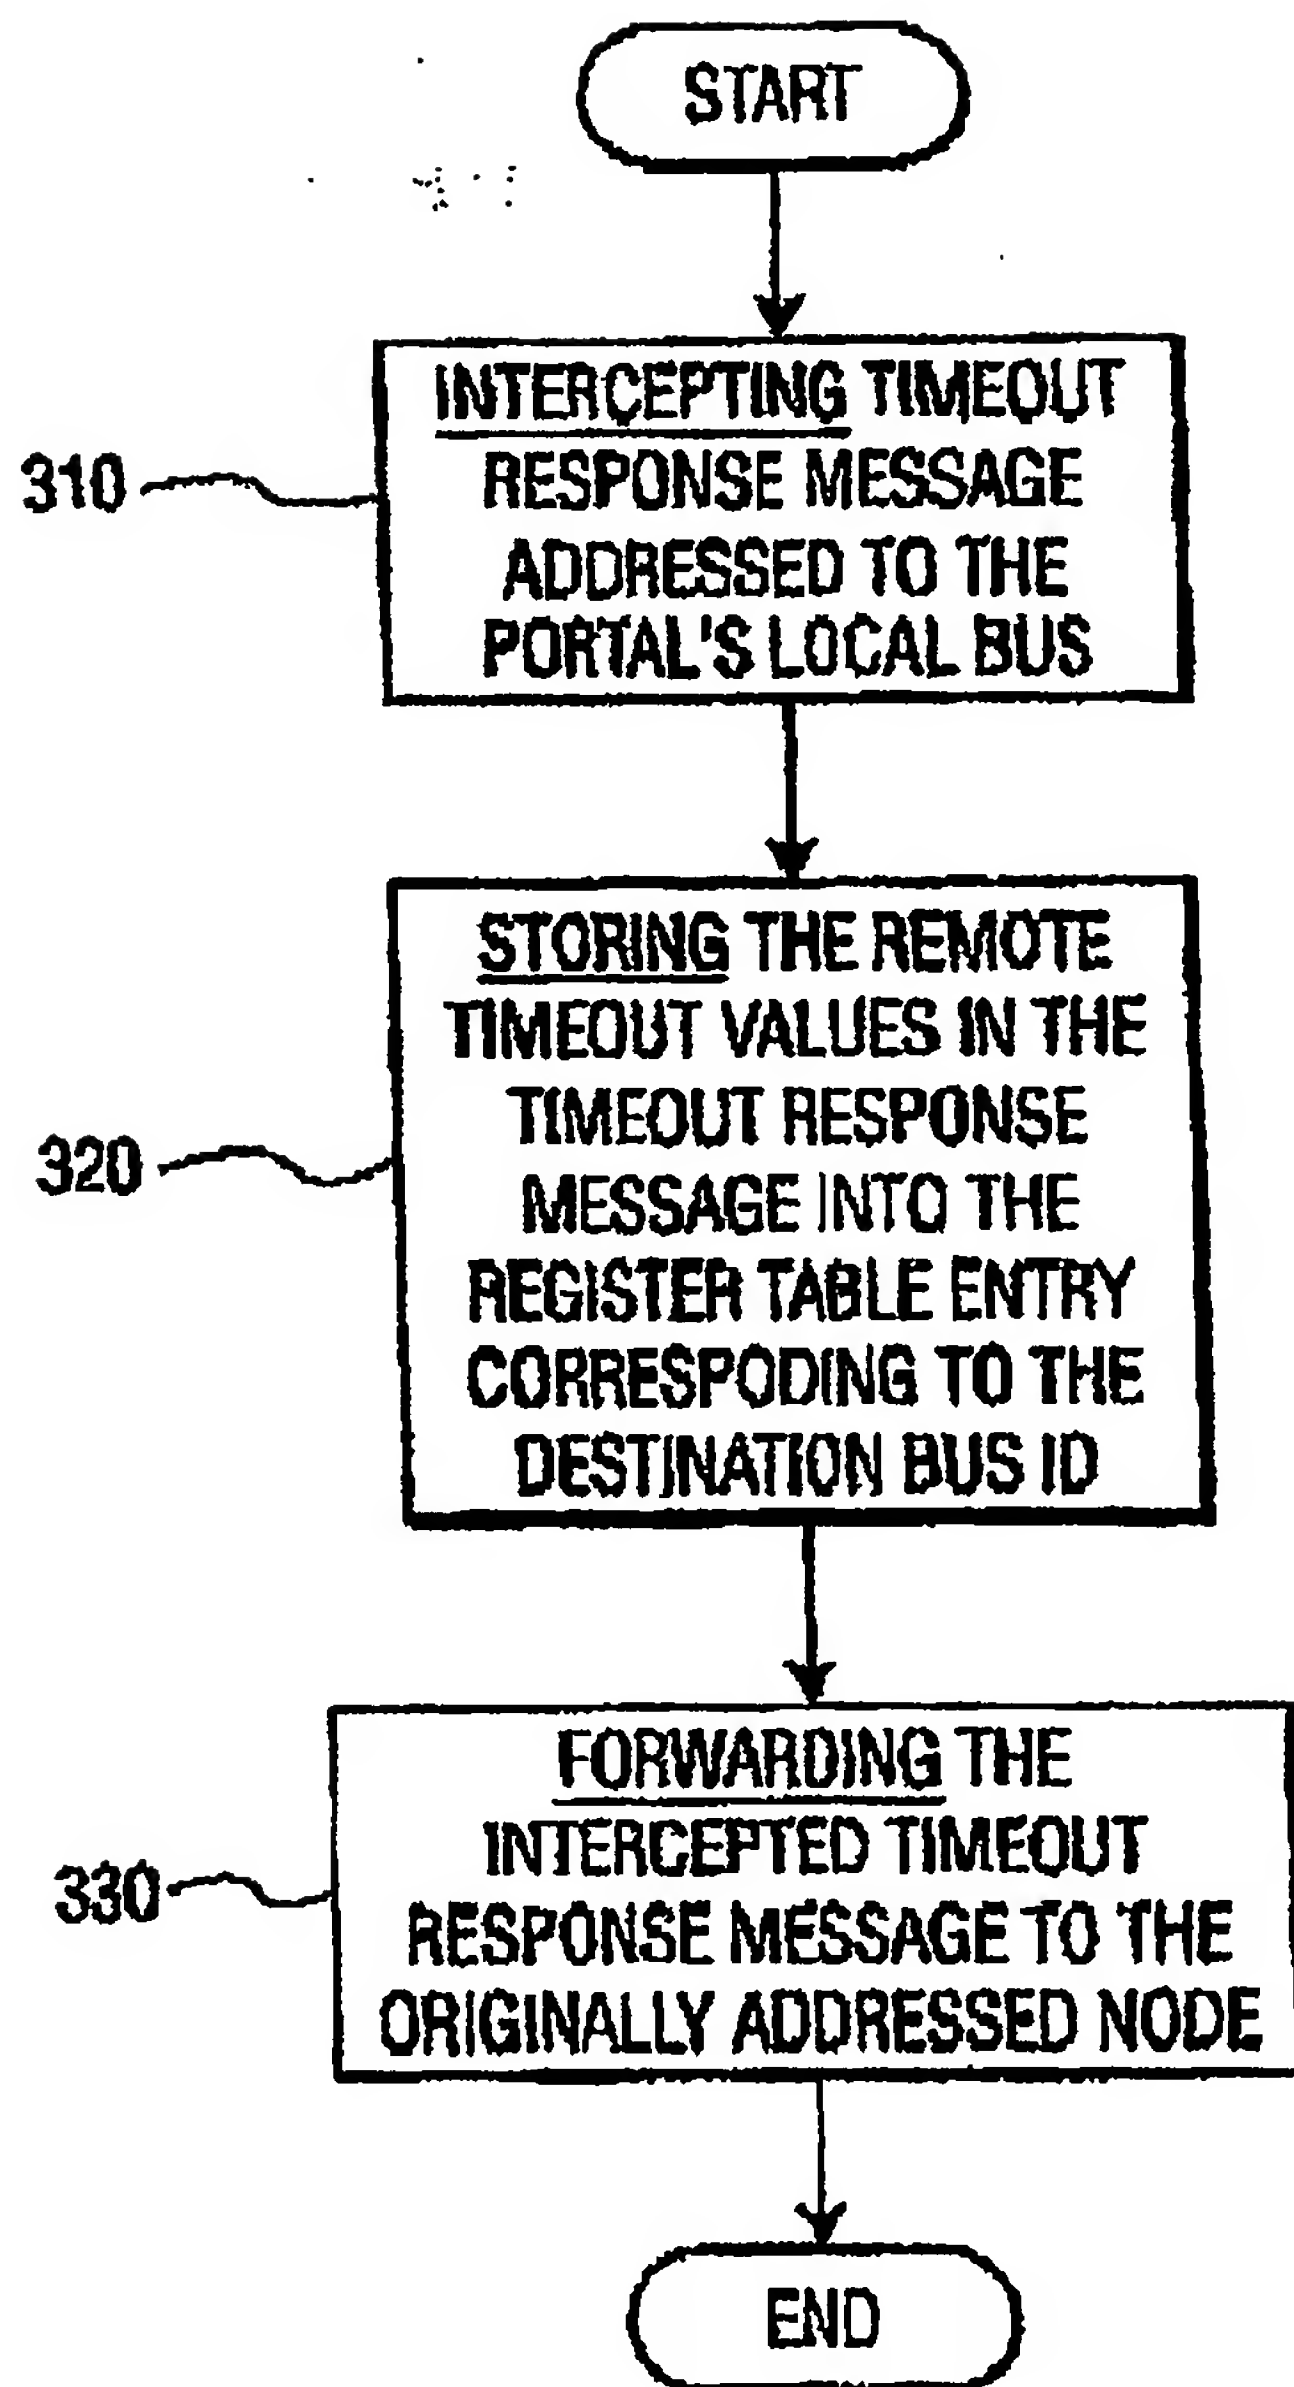 START
310
INTERCEPTING TIMEOUT
RESPONSE MESSAGE
ADDRESSED TO THE
PORTAL'S LOCAL BUS
320
STORING THE REMOTE
TIMEOUT VALUES IN THE
TIMEOUT RESPONSE
MESSAGE INTO THE
REGISTER TABLE ENTRY
CORRESPODING TO THE
DESTINATION BUS ID
330
FORWARDING THE
INTERCEPTED TIMEOUT
RESPONSE MESSAGE TO THE
ORIGINALLY ADDRESSED NODE
END